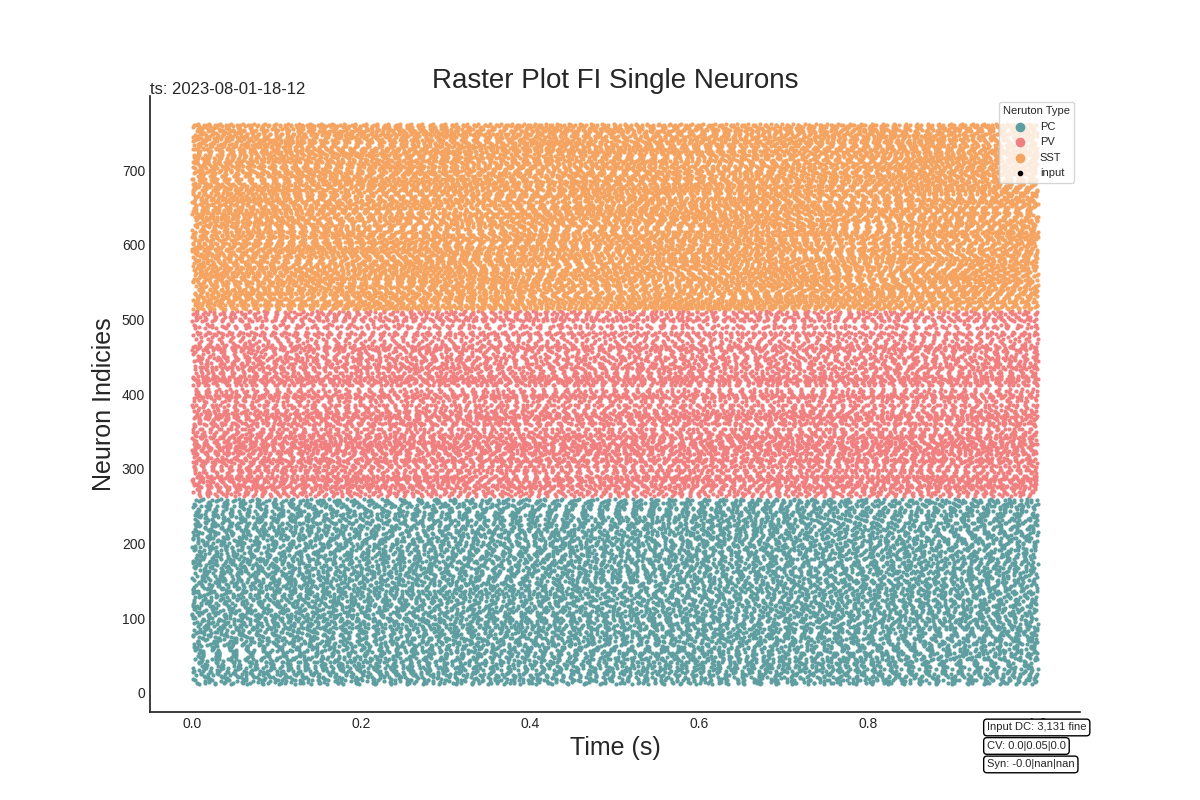 Raster Plot FI Single Neurons
ts: 2023-08-01-18-12
Neruton Type
PC
PV
SST
input
Neuron Indicies
700
600
500
400
300
200
100
0
0.0 0.2 0.4 0.6 0.8
Time (s)
Input DC: 3,131 fine
CV: 0.0|0.05|0.0
Syn: -0.0|nan|nan